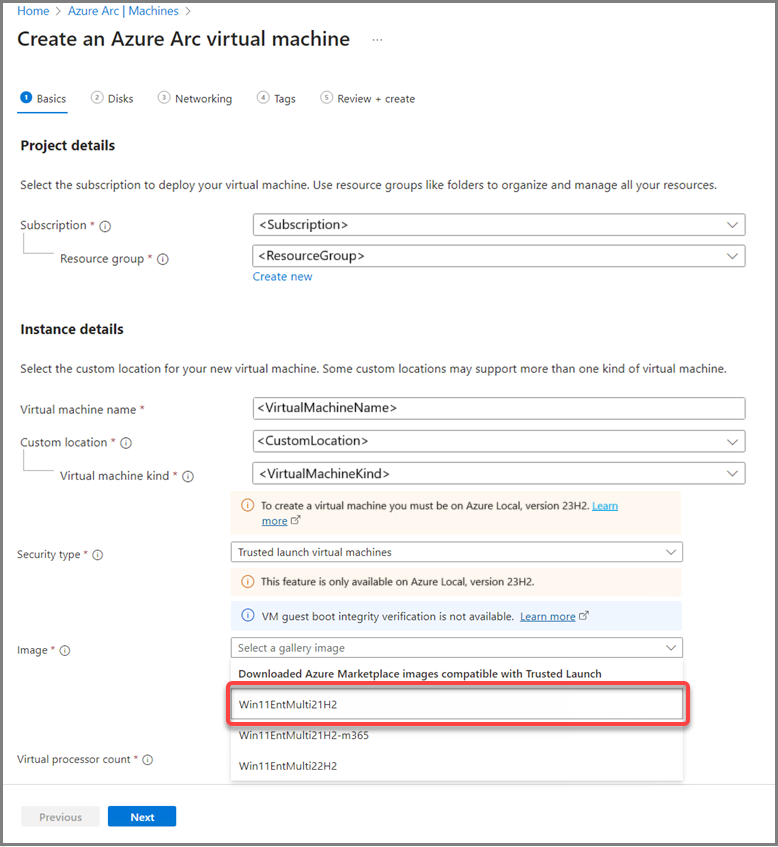 Home > Azure Arc | Machines >
Create an Azure Arc virtual machine ...
1 Basics 2 Disks 3 Networking 4 Tags 5 Review + create
Project details
Select the subscription to deploy your virtual machine. Use resource groups like folders to organize and manage all your resources.
Subscription * <Subscription>
Resource group * <ResourceGroup>
Create new
Instance details
Select the custom location for your new virtual machine. Some custom locations may support more than one kind of virtual machine.
Virtual machine name * <VirtualMachineName>
Custom location * <CustomLocation>
Virtual machine kind * <VirtualMachineKind>
To create a virtual machine you must be on Azure Local, version 23H2. Learn
more
Security type * Trusted launch virtual machines
This feature is only available on Azure Local, version 23H2.
VM guest boot integrity verification is not available. Learn more
Image * Select a gallery image
Downloaded Azure Marketplace images compatible with Trusted Launch
Win11EntMulti21H2
Win11EntMulti21H2-m365
Virtual processor count *
Win11EntMulti22H2
Previous Next